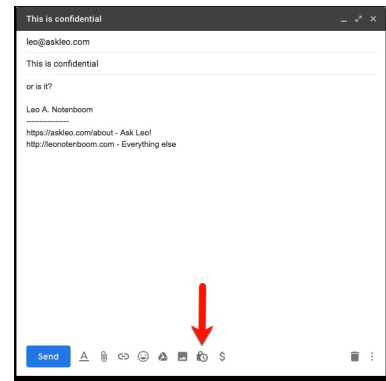 This is confidential
leo@askleo.com
This is confidential
or is it?
Leo A. Notenboom
----------------
https://askleo.com/about - Ask Leo!
http://leonotenboom.com - Everything else
Send A $